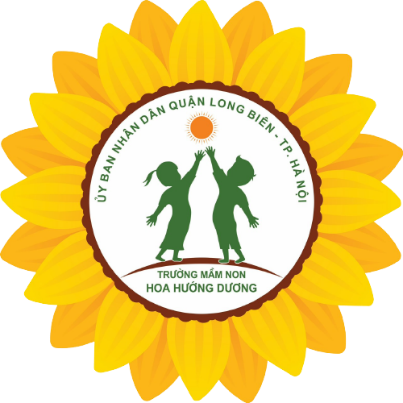 ỦY BAN NHÂN DÂN QUẬN LONG BIÊN - TP. HÀ NỘI
TRƯỜNG MẦM NON
HOA HƯỚNG DƯƠNG